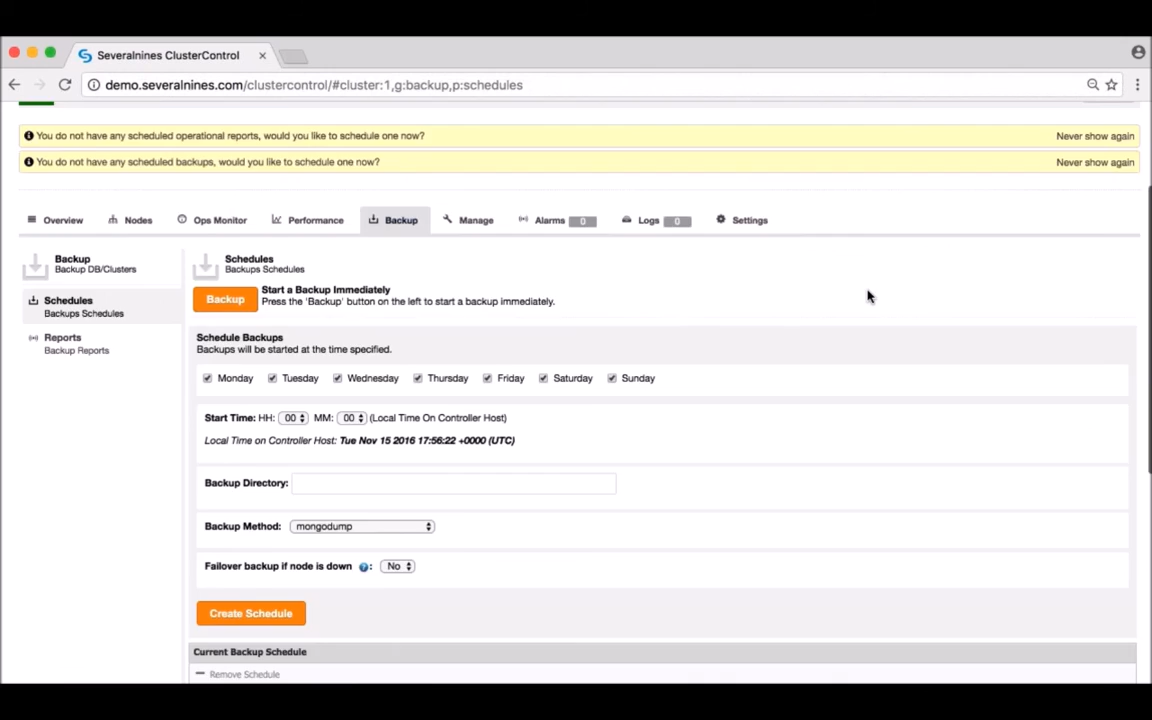 Severalnines ClusterControl
demo.severalnines.com/clustercontrol/#cluster:1,g:backup,p:schedules
You do not have any scheduled operational reports, would you like to schedule one now? Never show again
You do not have any scheduled backups, would you like to schedule one now? Never show again
Overview Nodes Ops Monitor Performance Backup Manage Alarms 0 Logs 0 Settings
Backup
Backup DB/Clusters
Schedules
Backups Schedules
Reports
Backup Reports
Schedules
Backups Schedules
Backup
Start a Backup Immediately
Press the 'Backup' button on the left to start a backup immediately.
Schedule Backups
Backups will be started at the time specified.
Monday Tuesday Wednesday Thursday Friday Saturday Sunday
Start Time: HH: 00 MM: 00 (Local Time On Controller Host)
Local Time on Controller Host: Tue Nov 15 2016 17:56:22 +0000 (UTC)
Backup Directory:
Backup Method: mongodump
Failover backup if node is down ?: No
Create Schedule
Current Backup Schedule
Remove Schedule